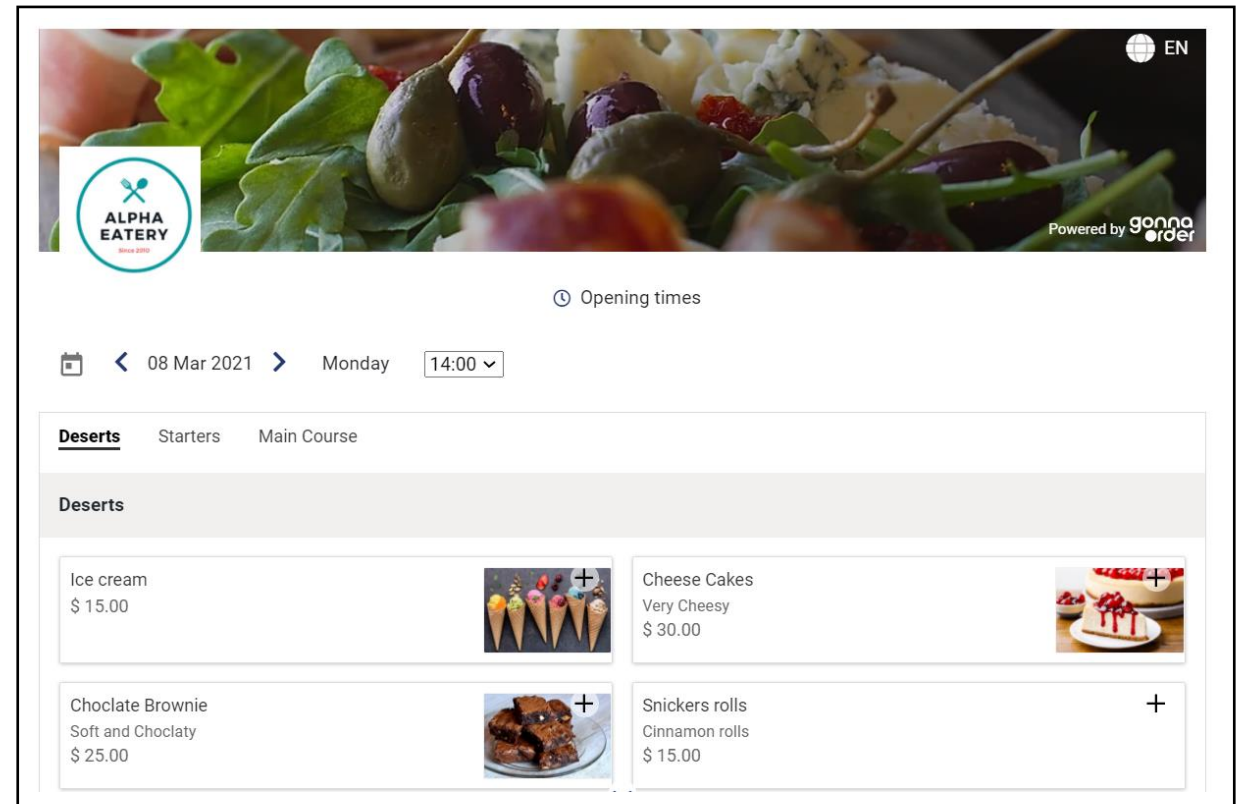 EN
ALPHA
EATERY
Since 2010
Powered by gonna order
Opening times
08 Mar 2021 Monday 14:00
Deserts Starters Main Course
Deserts
Ice cream
$ 15.00
Cheese Cakes
Very Cheesy
$ 30.00
Choclate Brownie
Soft and Choclaty
$ 25.00
Snickers rolls
Cinnamon rolls
$ 15.00